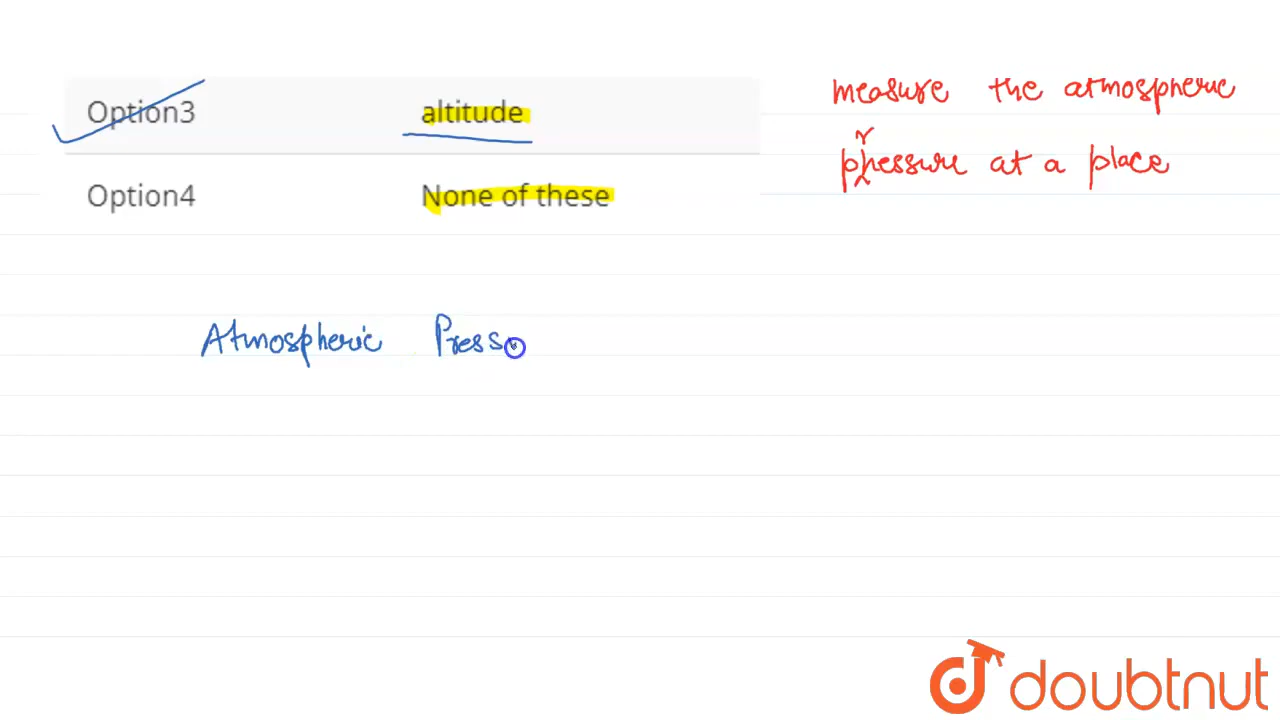 Option3 altitude
Option4 None of these
measure the atmospheric
r
pressure at a place
Atmospheric Press
doubtnut